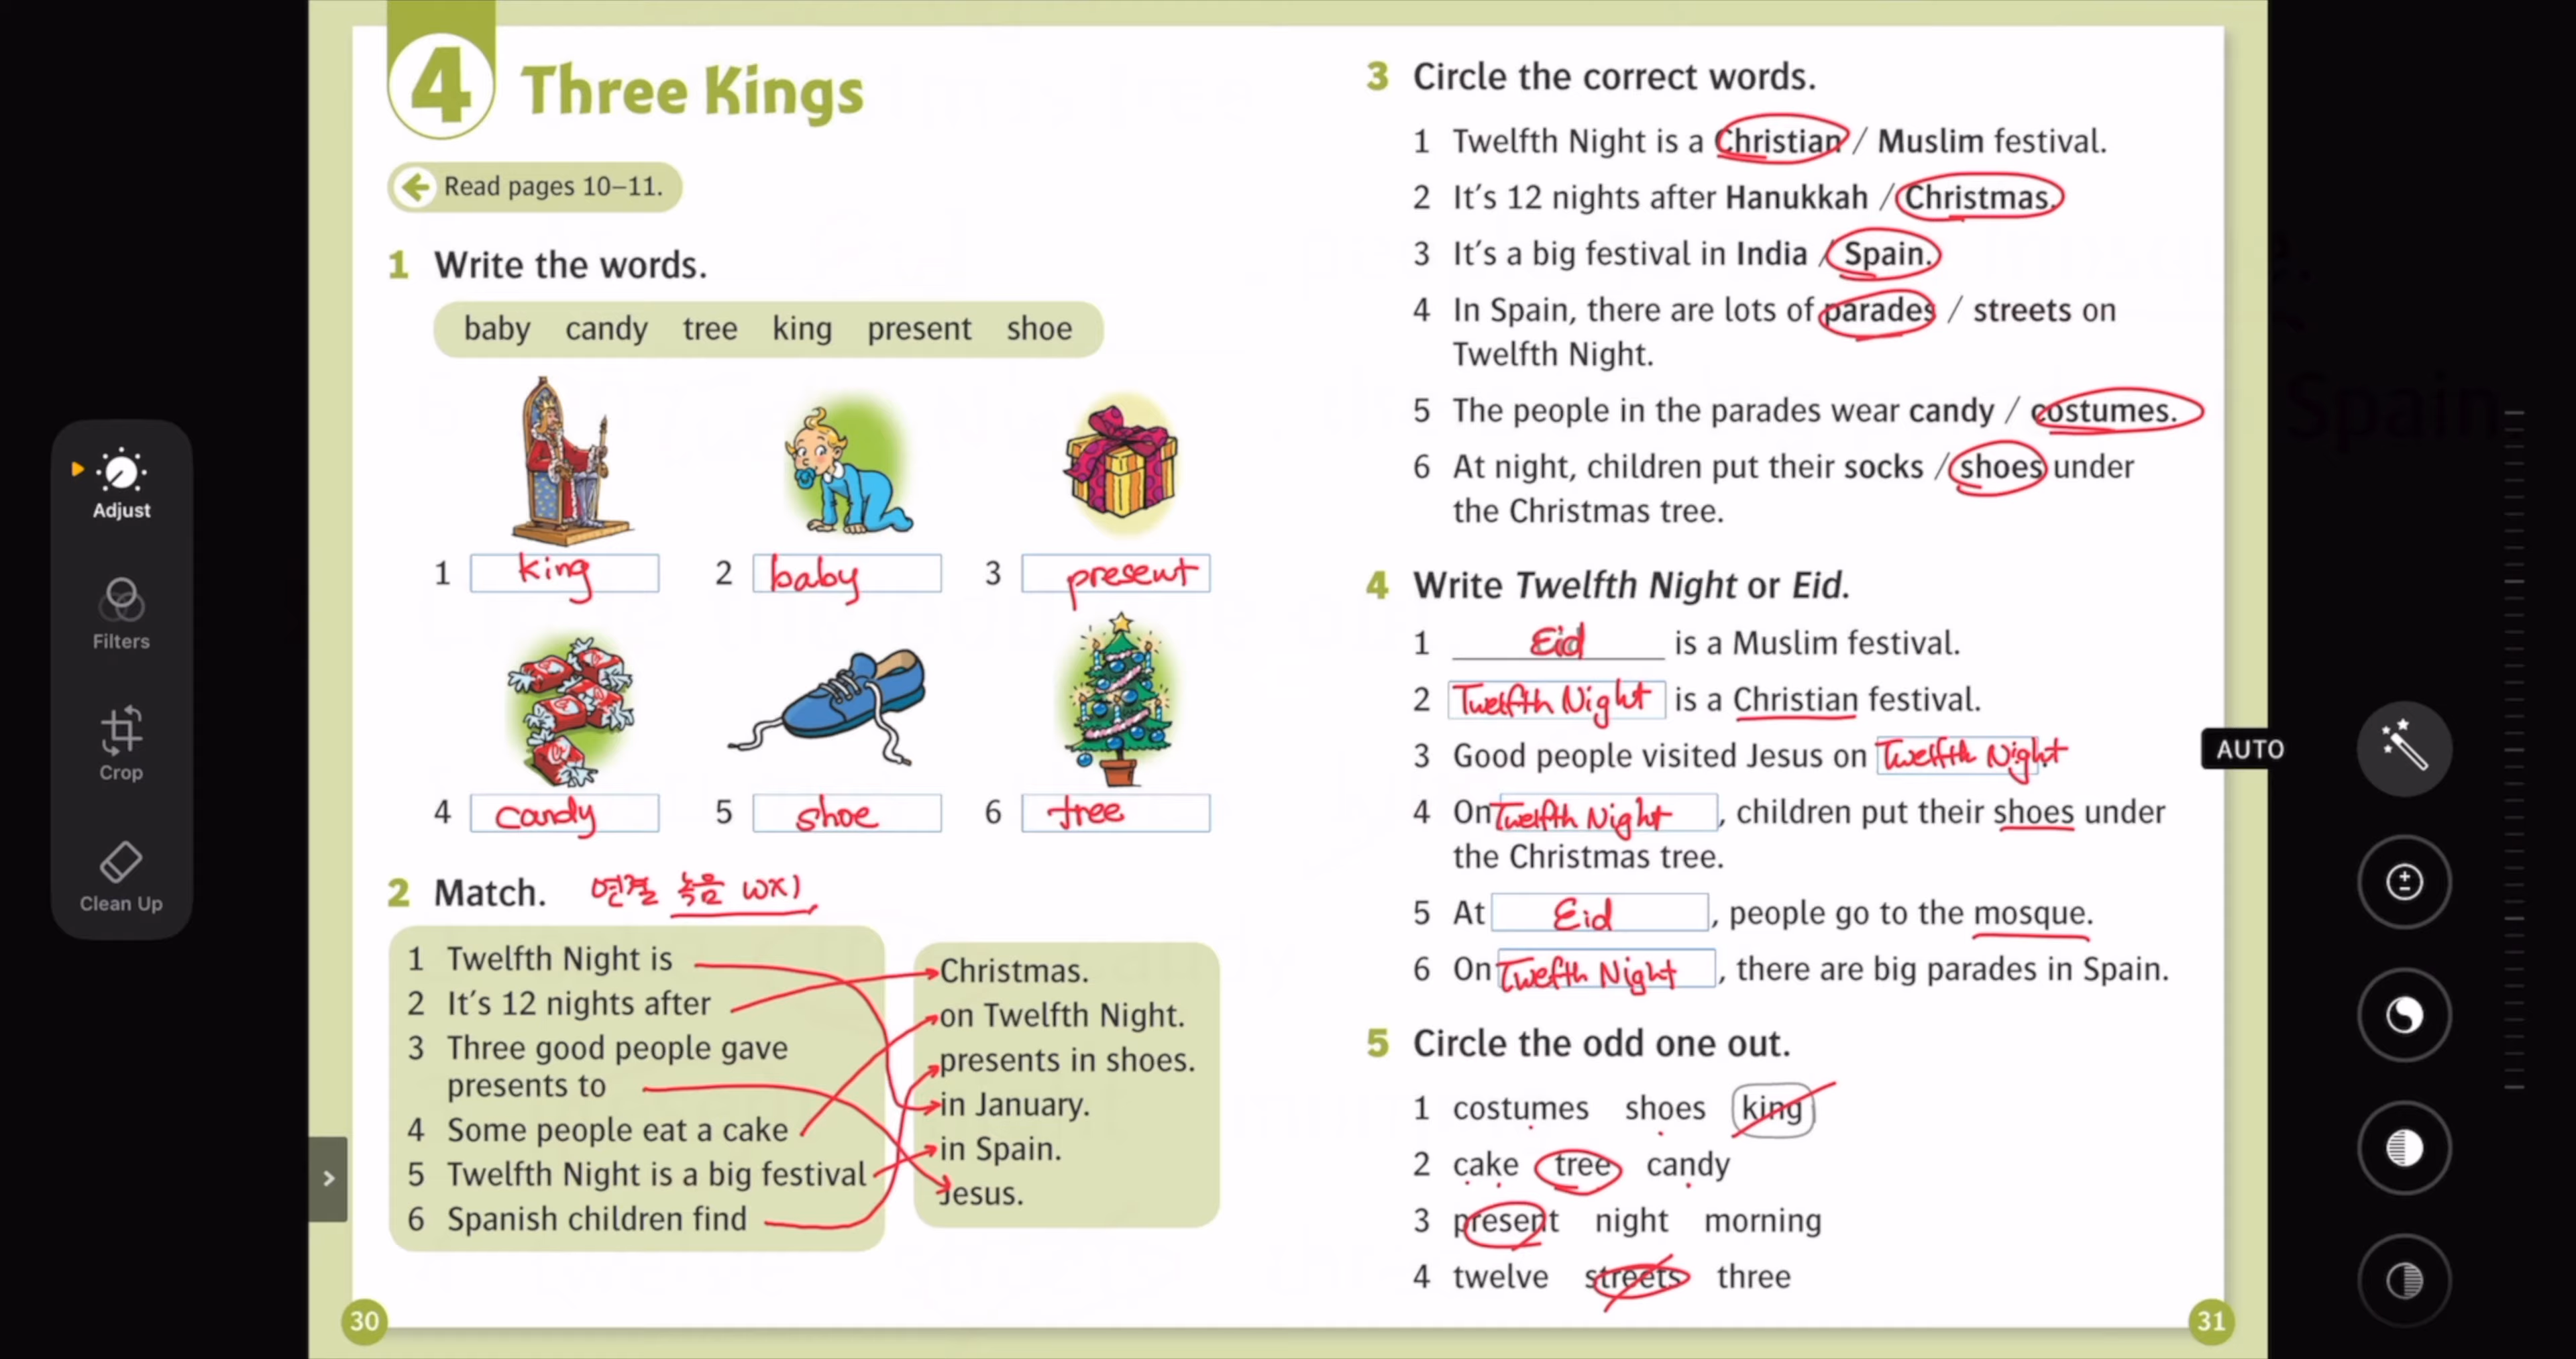 4 Three Kings
Read pages 10–11.
1 Write the words.
baby candy tree king present shoe
1 king 2 baby 3 present
4 candy 5 shoe 6 tree
2 Match. 연결 녹음 WX)
1 Twelfth Night is
2 It's 12 nights after
3 Three good people gave
presents to
4 Some people eat a cake
5 Twelfth Night is a big festival
6 Spanish children find
Christmas.
on Twelfth Night.
presents in shoes.
in January.
in Spain.
Jesus.
30
3 Circle the correct words.
1 Twelfth Night is a Christian / Muslim festival.
2 It's 12 nights after Hanukkah / Christmas.
3 It's a big festival in India / Spain.
4 In Spain, there are lots of parades / streets on
Twelfth Night.
5 The people in the parades wear candy / costumes.
6 At night, children put their socks / shoes under
the Christmas tree.
4 Write Twelfth Night or Eid.
1 Eid is a Muslim festival.
2 Twelfth Night is a Christian festival.
3 Good people visited Jesus on Twelfth Night.
4 On Twelfth Night, children put their shoes under
the Christmas tree.
5 At Eid, people go to the mosque.
6 On Twefth Night, there are big parades in Spain.
5 Circle the odd one out.
1 costumes shoes king
2 cake tree candy
3 present night morning
4 twelve streets three
31
Adjust
Filters
Crop
Clean Up
AUTO
Spain